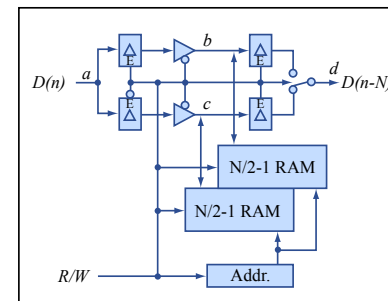 b
E
E
D(n)
a
d
D(n-N)
E
c
E
N/2-1 RAM
N/2-1 RAM
R/W
Addr.